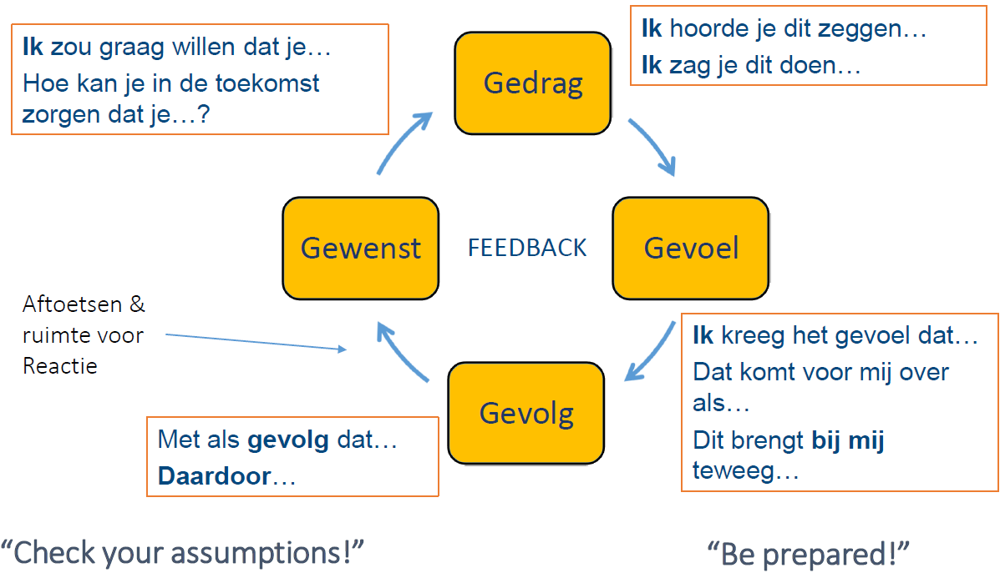 Ik zou graag willen dat je…
Hoe kan je in de toekomst
zorgen dat je…?
Gedrag
Ik hoorde je dit zeggen…
Ik zag je dit doen…
Gewenst
FEEDBACK
Gevoel
Aftoetsen &
ruimte voor
Reactie
Ik kreeg het gevoel dat…
Dat komt voor mij over
als…
Dit brengt bij mij
teweeg…
Gevolg
Met als gevolg dat…
Daardoor…
“Check your assumptions!”
“Be prepared!”